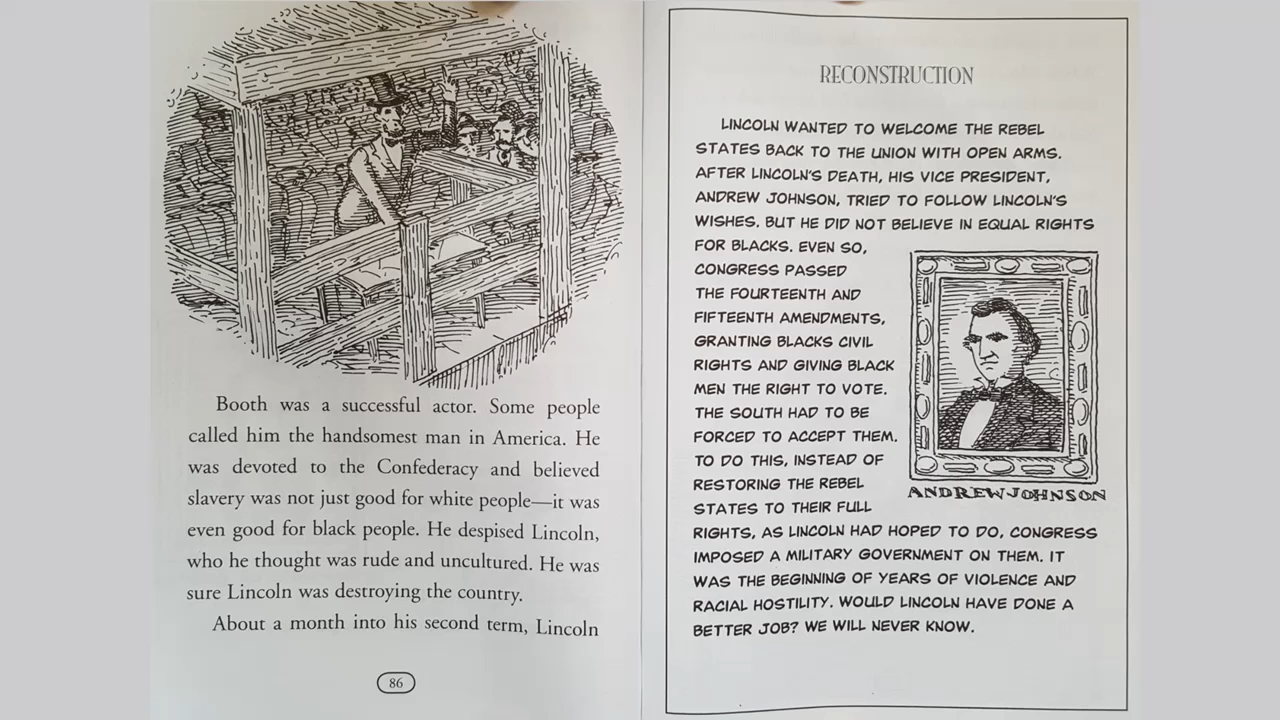 Booth was a successful actor. Some people
called him the handsomest man in America. He
was devoted to the Confederacy and believed
slavery was not just good for white people—it was
even good for black people. He despised Lincoln,
who he thought was rude and uncultured. He was
sure Lincoln was destroying the country.
About a month into his second term, Lincoln
86
RECONSTRUCTION
LINCOLN WANTED TO WELCOME THE REBEL
STATES BACK TO THE UNION WITH OPEN ARMS.
AFTER LINCOLN'S DEATH, HIS VICE PRESIDENT,
ANDREW JOHNSON, TRIED TO FOLLOW LINCOLN'S
WISHES. BUT HE DID NOT BELIEVE IN EQUAL RIGHTS
FOR BLACKS. EVEN SO,
CONGRESS PASSED
THE FOURTEENTH AND
FIFTEENTH AMENDMENTS,
GRANTING BLACKS CIVIL
RIGHTS AND GIVING BLACK
MEN THE RIGHT TO VOTE.
THE SOUTH HAD TO BE
FORCED TO ACCEPT THEM.
TO DO THIS, INSTEAD OF
RESTORING THE REBEL
STATES TO THEIR FULL
RIGHTS, AS LINCOLN HAD HOPED TO DO, CONGRESS
IMPOSED A MILITARY GOVERNMENT ON THEM. IT
WAS THE BEGINNING OF YEARS OF VIOLENCE AND
RACIAL HOSTILITY. WOULD LINCOLN HAVE DONE A
BETTER JOB? WE WILL NEVER KNOW.
ANDREW JOHNSON